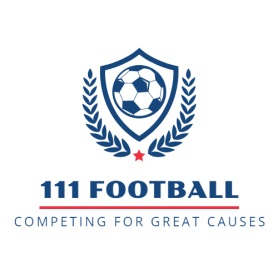 111 FOOTBALL
COMPETING FOR GREAT CAUSES